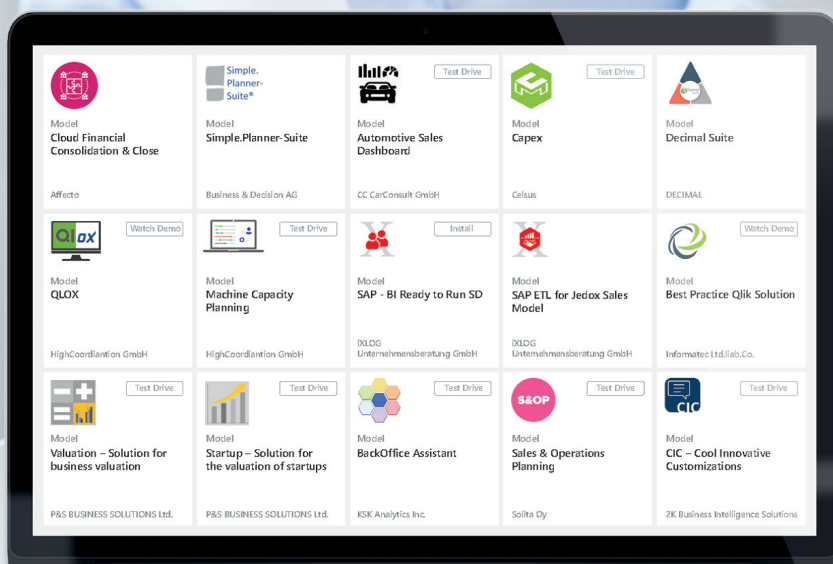 Model
Cloud Financial
Consolidation & Close
Affecto
Simple.
Planner-
Suite®
Model
Simple.Planner-Suite
Business & Decision AG
Test Drive
Model
Automotive Sales
Dashboard
CC CarConsult GmbH
Test Drive
Model
Capex
Celsus
Model
Decimal Suite
DECIMAL
QlOX
Watch Demo
Model
QLOX
HighCoordiantion GmbH
Test Drive
Model
Machine Capacity
Planning
HighCoordiantion GmbH
X
Install
Model
SAP - BI Ready to Run SD
iXLOG
Unternehmensberatung GmbH
X
Model
SAP ETL for Jedox Sales
Model
iXLOG
Unternehmensberatung GmbH
Watch Demo
Model
Best Practice Qlik Solution
Informatec Ltd.liab.Co.
Test Drive
Model
Valuation – Solution for
business valuation
P&S BUSINESS SOLUTIONS Ltd.
Test Drive
Model
Startup – Solution for
the valuation of startups
P&S BUSINESS SOLUTIONS Ltd.
Test Drive
Model
BackOffice Assistant
KSK Analytics Inc.
S&OP
Test Drive
Model
Sales & Operations
Planning
Solita Oy
CIC
Test Drive
Model
CIC – Cool Innovative
Customizations
2K Business Intelligence Solutions